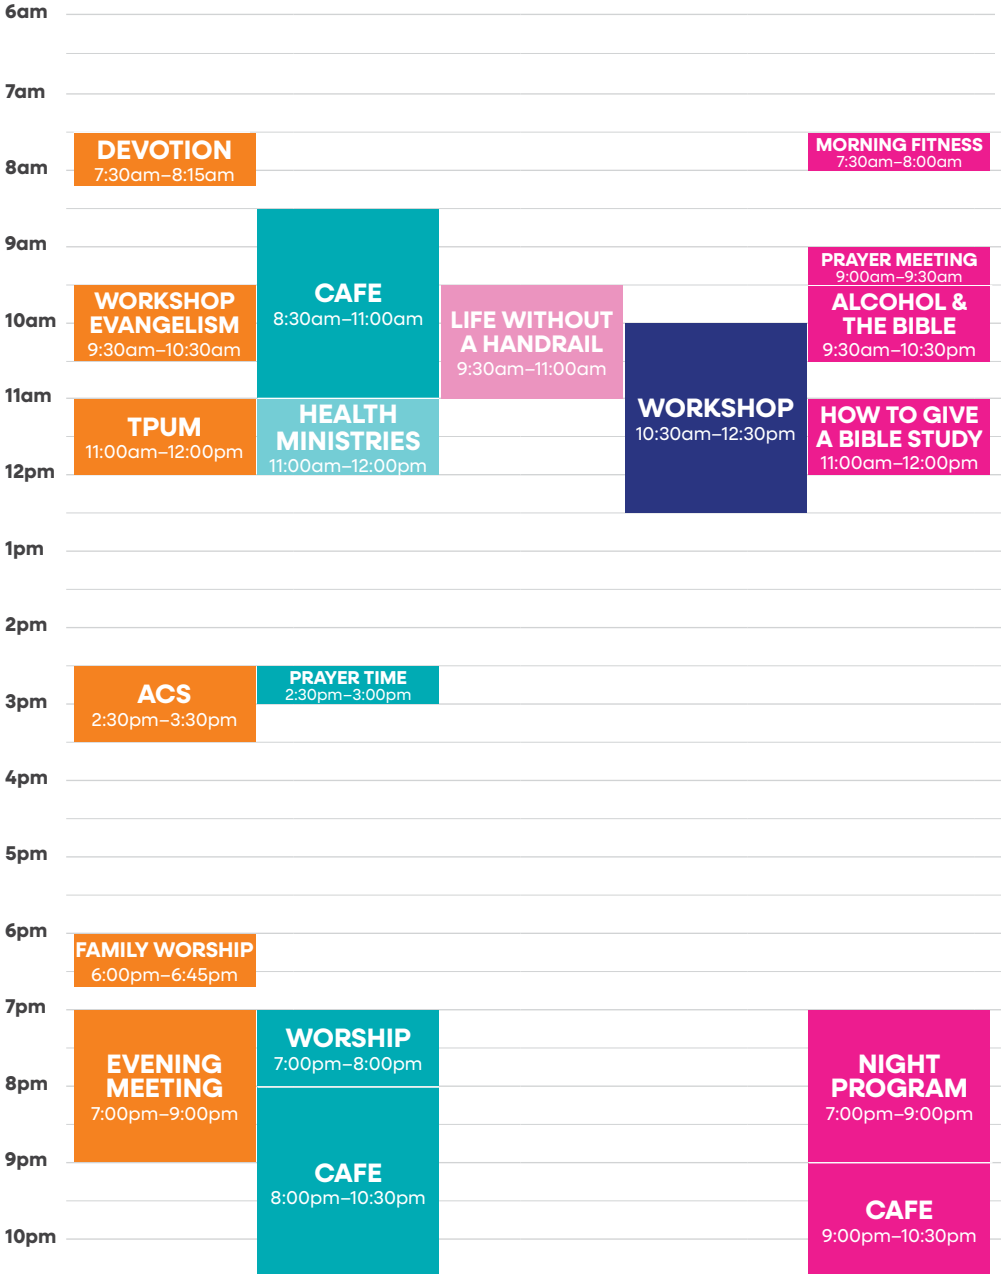 6am
7am
8am
9am
10am
11am
12pm
1pm
2pm
3pm
4pm
5pm
6pm
7pm
8pm
9pm
10pm
DEVOTION
7:30am–8:15am
WORKSHOP
EVANGELISM
9:30am–10:30am
TPUM
11:00am–12:00pm
ACS
2:30pm–3:30pm
FAMILY WORSHIP
6:00pm–6:45pm
EVENING
MEETING
7:00pm–9:00pm
CAFE
8:30am–11:00am
HEALTH
MINISTRIES
11:00am–12:00pm
PRAYER TIME
2:30pm–3:00pm
WORSHIP
7:00pm–8:00pm
CAFE
8:00pm–10:30pm
LIFE WITHOUT
A HANDRAIL
9:30am–11:00am
WORKSHOP
10:30am–12:30pm
MORNING FITNESS
7:30am–8:00am
PRAYER MEETING
9:00am–9:30am
ALCOHOL &
THE BIBLE
9:30am–10:30pm
HOW TO GIVE
A BIBLE STUDY
11:00am–12:00pm
NIGHT
PROGRAM
7:00pm–9:00pm
CAFE
9:00pm–10:30pm